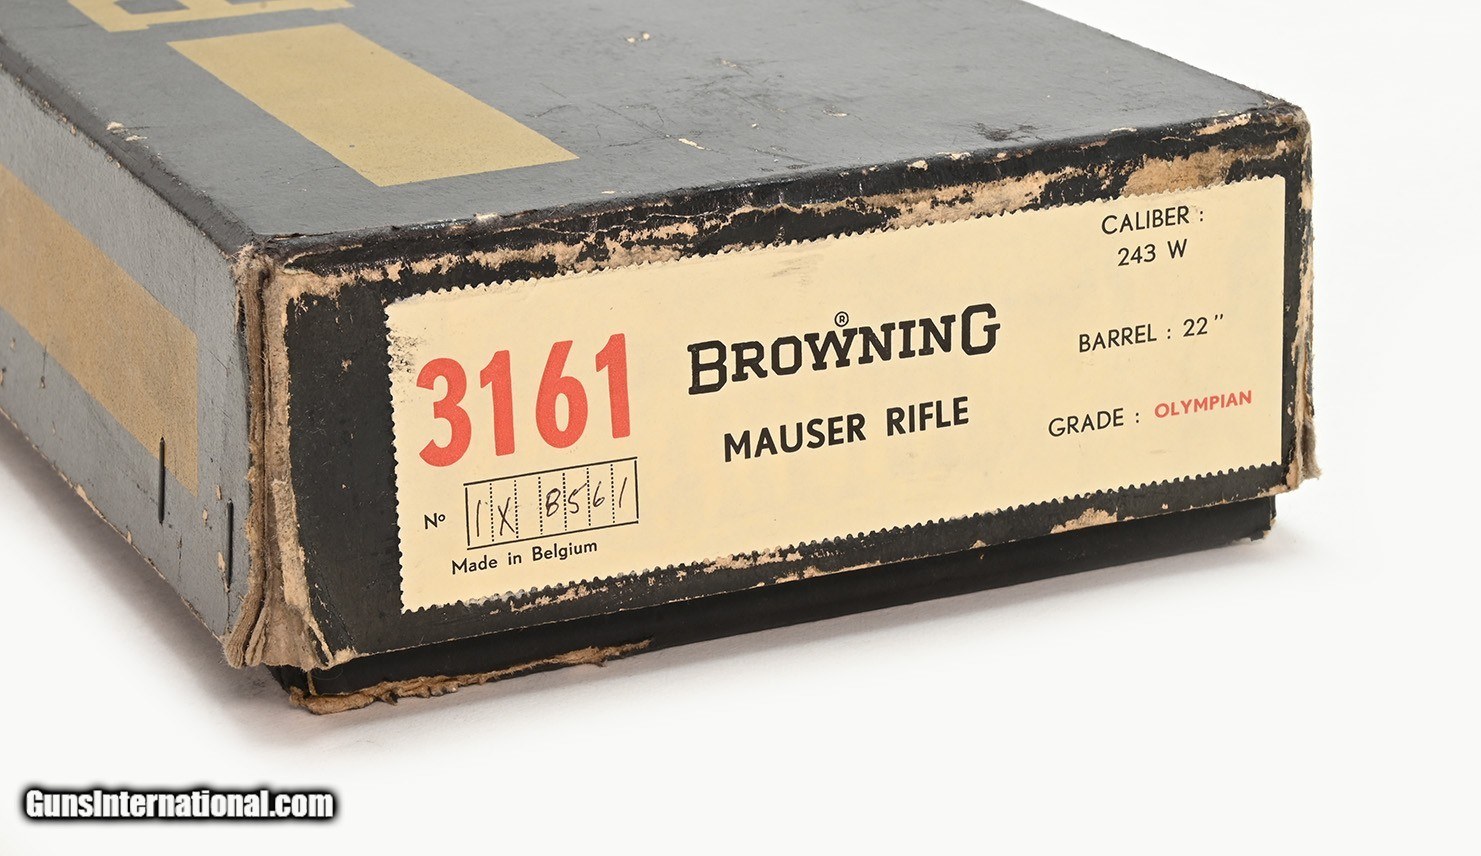 3161
Nº 1X B561
Made in Belgium
BROWNING®
MAUSER RIFLE
CALIBER :
243 W
BARREL : 22"
GRADE : OLYMPIAN
GunsInternational.com